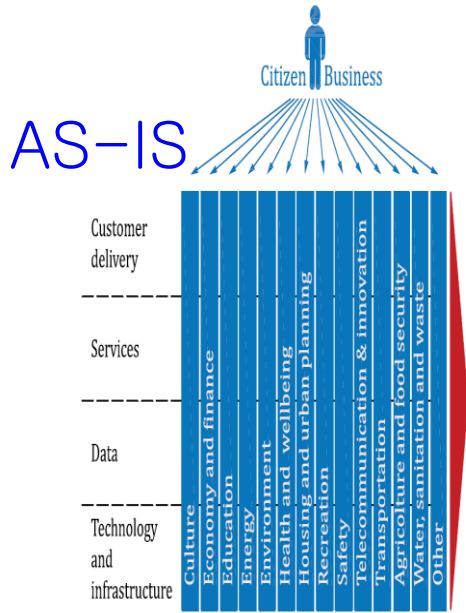 Citizen Business
AS-IS
Customer
delivery
Services
Data
Technology
and
infrastructure
Culture
Economy and finance
Education
Energy
Environment
Health and wellbeing
Housing and urban planning
Recreation
Safety
Telecommunication & innovation
Transportation
Agriculture and food security
Water, sanitation and waste
Other